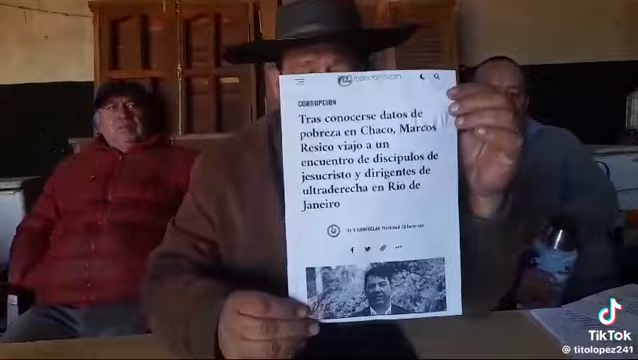 CORRUPCIÓN
Tras conocerse datos de
pobreza en Chaco, Marcos
Resico viajo a un
encuentro de discipulos de
jesucristo y dirigentes de
ultraderecha en Río de
Janeiro
TikTok
@titolopez241